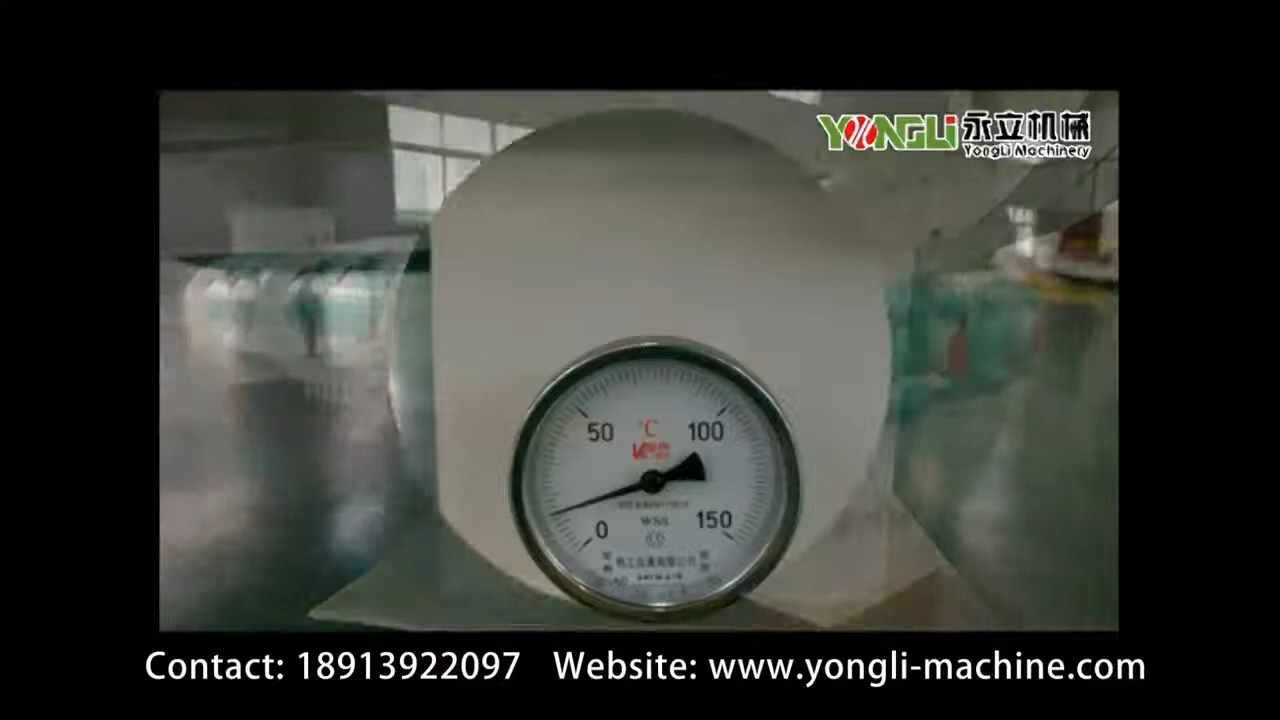 YONGLi 永立机械
YongLi Machinery
50 ℃ 100
WSS
0 150
Contact: 18913922097 Website: www.yongli-machine.com